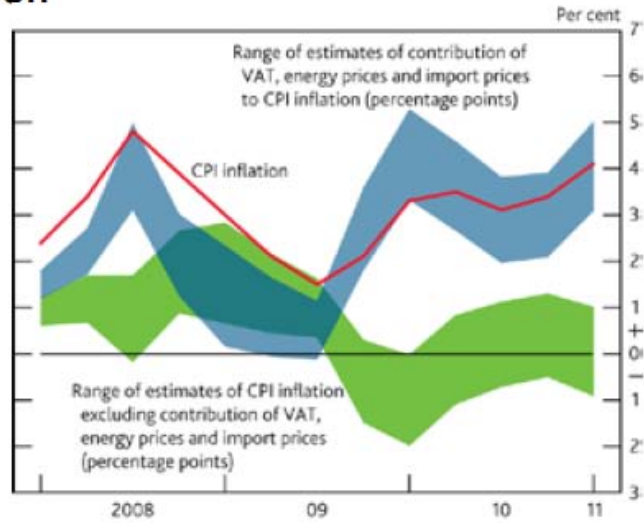 Per cent
7
Range of estimates of contribution of
VAT, energy prices and import prices
to CPI inflation (percentage points)
6
5
CPI inflation
4
3
2
1
+
0
–
Range of estimates of CPI inflation
excluding contribution of VAT,
energy prices and import prices
(percentage points)
1
2
3
2008
09
10
11